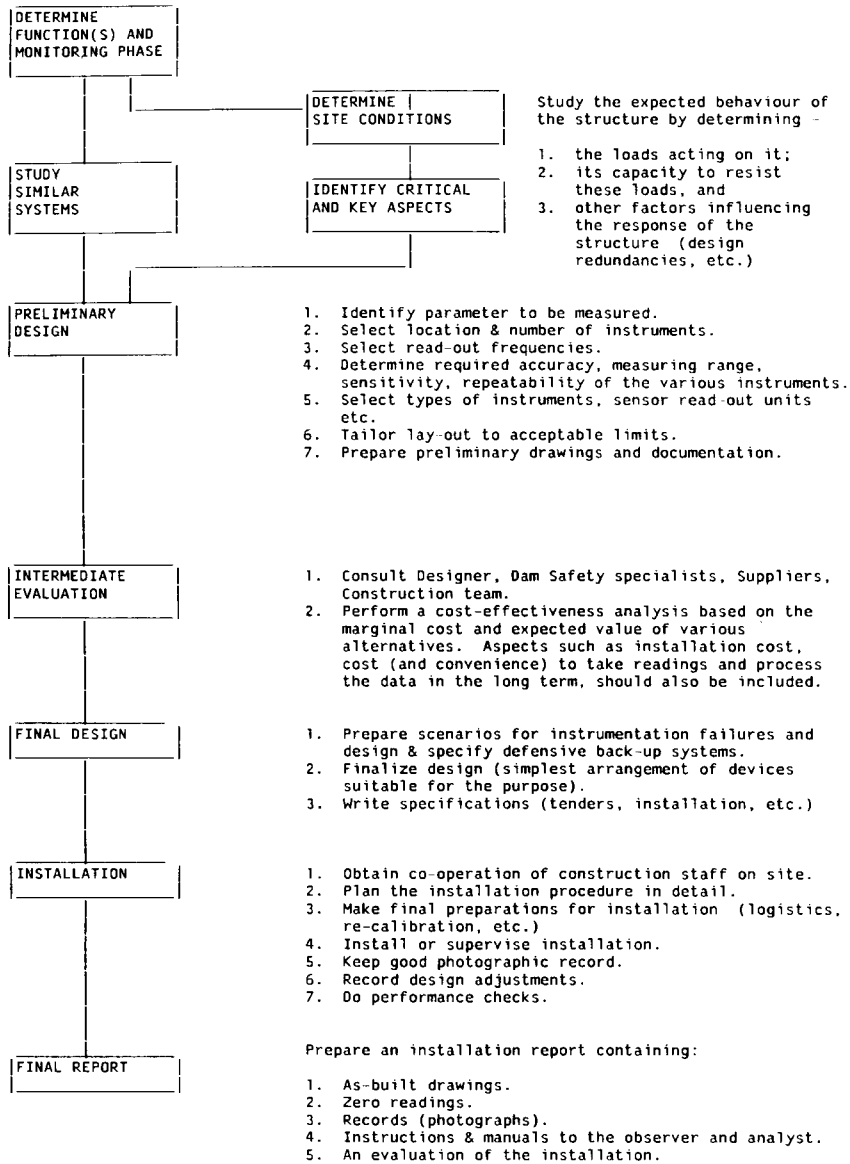 DETERMINE
FUNCTION(S) AND
MONITORING PHASE
DETERMINE
SITE CONDITIONS
Study the expected behaviour of
the structure by determining -
1. the loads acting on it;
2. its capacity to resist
these loads, and
3. other factors influencing
the response of the
structure (design
redundancies, etc.)
STUDY
SIMILAR
SYSTEMS
IDENTIFY CRITICAL
AND KEY ASPECTS
PRELIMINARY
DESIGN
1. Identify parameter to be measured.
2. Select location & number of instruments.
3. Select read-out frequencies.
4. Determine required accuracy, measuring range,
sensitivity, repeatability of the various instruments.
5. Select types of instruments, sensor read-out units
etc.
6. Tailor lay-out to acceptable limits.
7. Prepare preliminary drawings and documentation.
INTERMEDIATE
EVALUATION
1. Consult Designer, Dam Safety specialists, Suppliers,
Construction team.
2. Perform a cost-effectiveness analysis based on the
marginal cost and expected value of various
alternatives. Aspects such as installation cost,
cost (and convenience) to take readings and process
the data in the long term, should also be included.
FINAL DESIGN
1. Prepare scenarios for instrumentation failures and
design & specify defensive back-up systems.
2. Finalize design (simplest arrangement of devices
suitable for the purpose).
3. Write specifications (tenders, installation, etc.)
INSTALLATION
1. Obtain co-operation of construction staff on site.
2. Plan the installation procedure in detail.
3. Make final preparations for installation (logistics,
re-calibration, etc.)
4. Install or supervise installation.
5. Keep good photographic record.
6. Record design adjustments.
7. Do performance checks.
FINAL REPORT
Prepare an installation report containing:
1. As-built drawings.
2. Zero readings.
3. Records (photographs).
4. Instructions & manuals to the observer and analyst.
5. An evaluation of the installation.